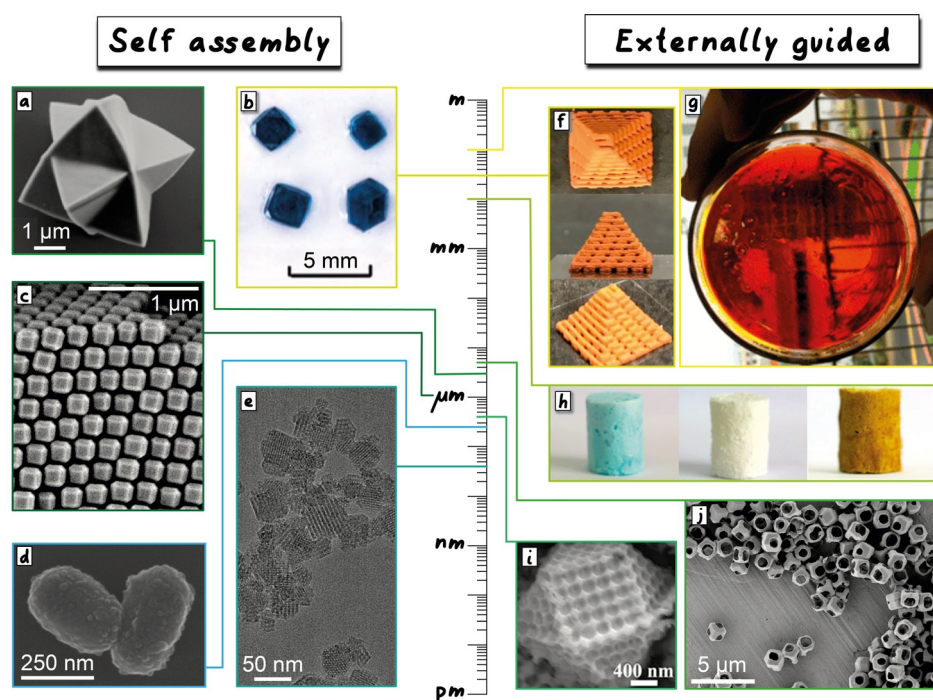 Self assembly
Externally guided
a
1 µm
b
5 mm
c
1 µm
d
250 nm
e
50 nm
m
mm
µm
nm
pm
f
g
h
i
400 nm
j
5 µm